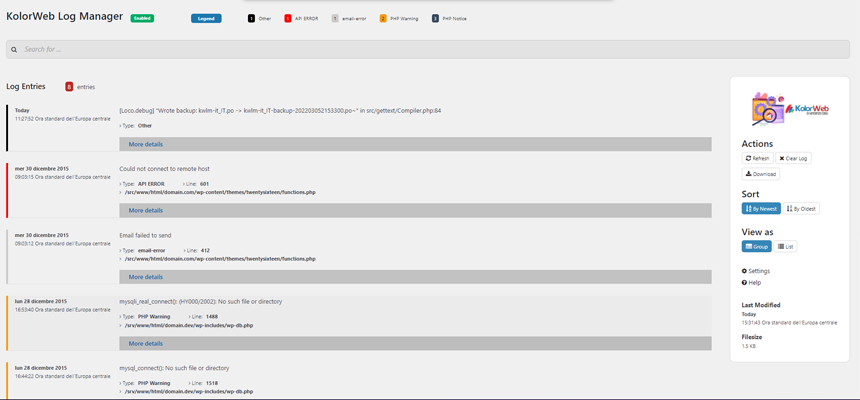 KolorWeb Log Manager Enabled Legend 1 Other 1 API ERROR 1 email-error 2 PHP Warning 3 PHP Notice
Search for ...
Log Entries 8 entries
Today
11:27:52 Ora standard dell'Europa centrale
[Loco.debug] "Wrote backup: kwlm-it_IT.po -> kwlm-it_IT-backup-202203052153300.po~" in src/gettext/Compiler.php:84
Type: Other
More details
mer 30 dicembre 2015
09:03:15 Ora standard dell'Europa centrale
Could not connect to remote host
Type: API ERROR Line: 601
/src/www/html/domain.com/wp-content/themes/twentysixteen/functions.php
More details
mer 30 dicembre 2015
09:03:12 Ora standard dell'Europa centrale
Email failed to send
Type: email-error Line: 412
/src/www/html/domain.com/wp-content/themes/twentysixteen/functions.php
More details
lun 28 dicembre 2015
16:53:40 Ora standard dell'Europa centrale
mysqli_real_connect(): (HY000/2002): No such file or directory
Type: PHP Warning Line: 1488
/srv/www/html/domain.dev/wp-includes/wp-db.php
More details
lun 28 dicembre 2015
16:44:22 Ora standard dell'Europa centrale
mysql_connect(): No such file or directory
Type: PHP Warning Line: 1518
/srv/www/html/domain.dev/wp-includes/wp-db.php
KolorWeb
Actions
Refresh Clear Log
Download
Sort
By Newest By Oldest
View as
Group List
Settings
Help
Last Modified
Today
15:31:43 Ora standard dell'Europa centrale
Filesize
1.3 KB